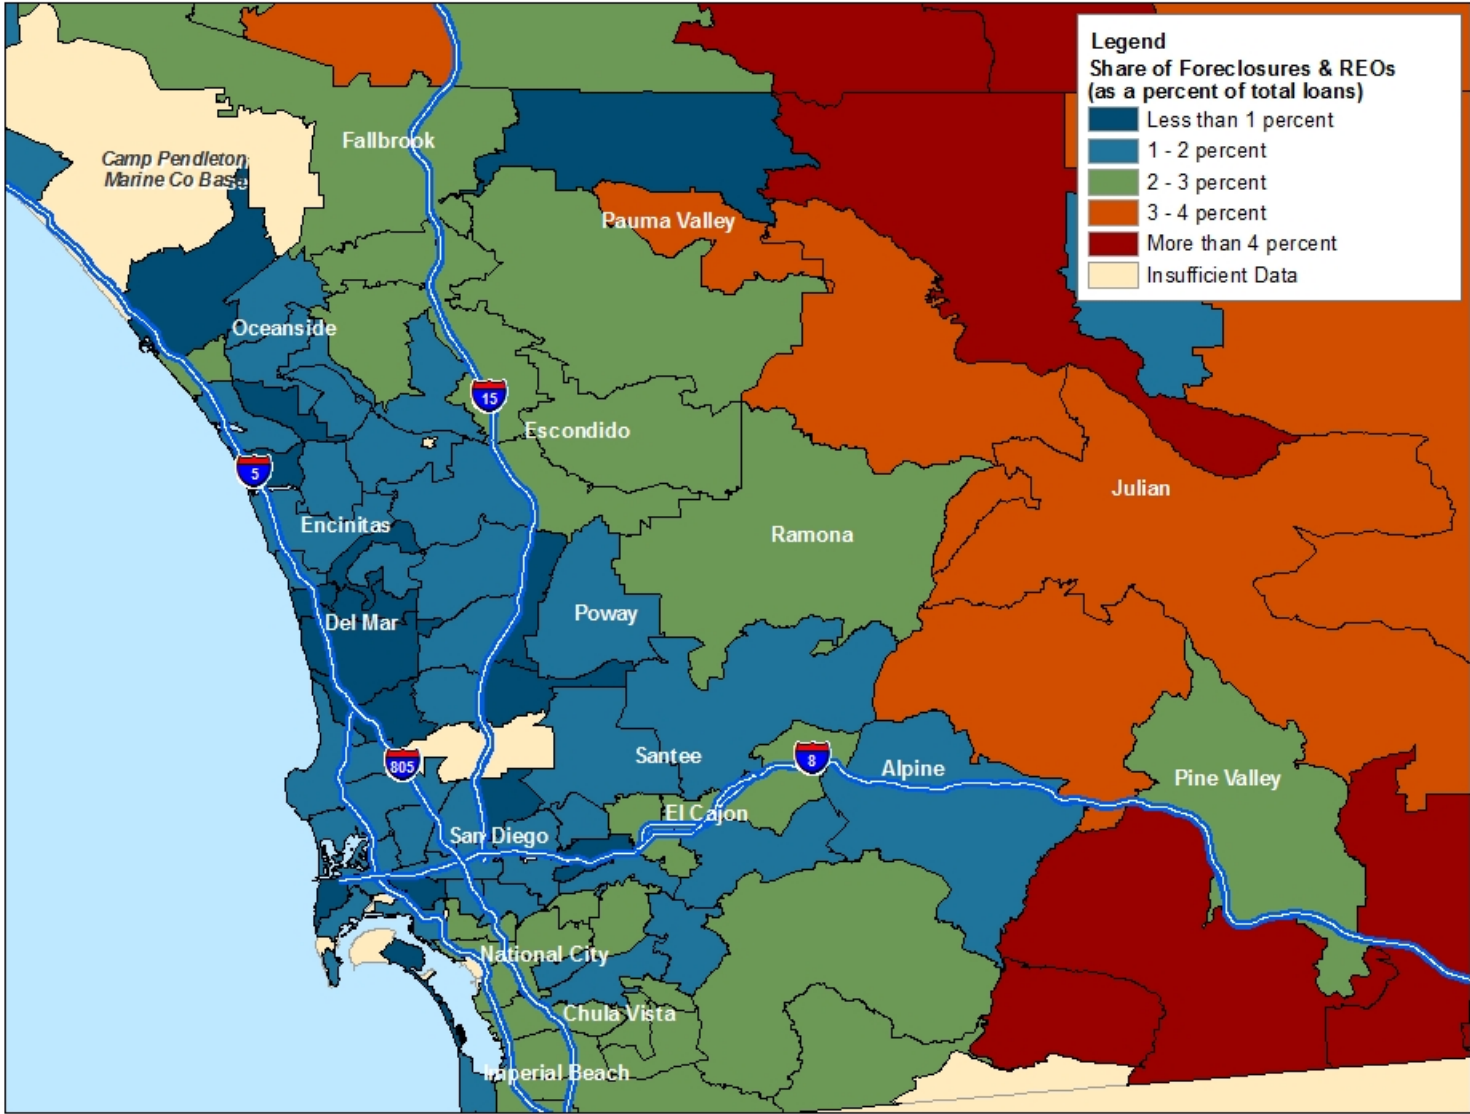 Legend
Share of Foreclosures & REOs
(as a percent of total loans)
Less than 1 percent
1 - 2 percent
2 - 3 percent
3 - 4 percent
More than 4 percent
Insufficient Data
Fallbrook
Camp Pendleton
Marine Co Base
Pauma Valley
Oceanside
15
Escondido
5
Julian
Encinitas
Ramona
Poway
Del Mar
Santee
805
8
Alpine
Pine Valley
El Cajon
San Diego
National City
Chula Vista
Imperial Beach